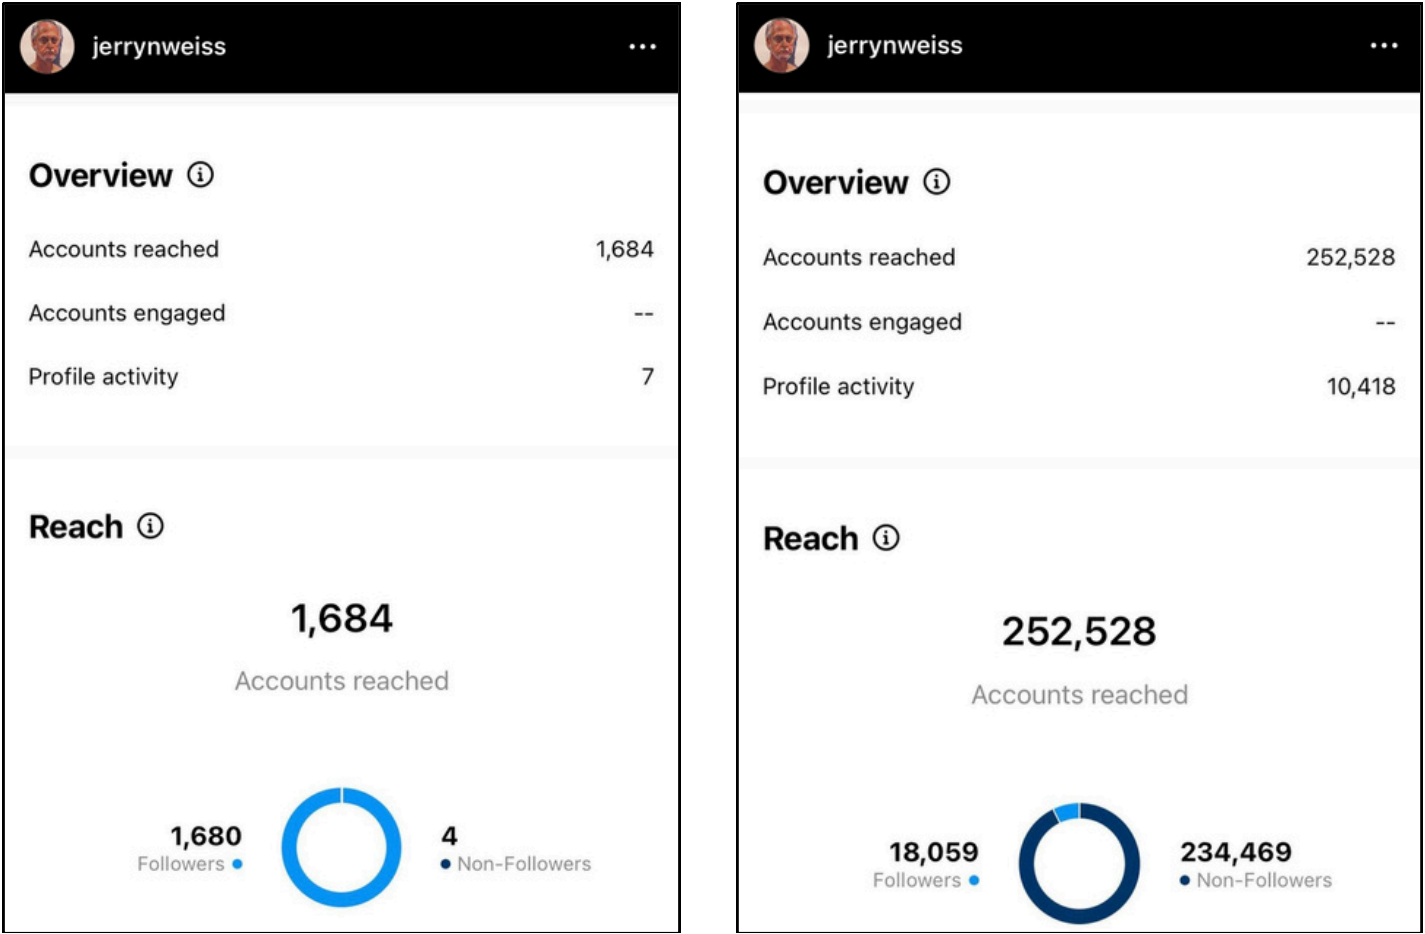 jerrynweiss ...
Overview
Accounts reached 1,684
Accounts engaged --
Profile activity 7
Reach
1,684
Accounts reached
1,680 4
Followers Non-Followers
jerrynweiss ...
Overview
Accounts reached 252,528
Accounts engaged --
Profile activity 10,418
Reach
252,528
Accounts reached
18,059 234,469
Followers Non-Followers